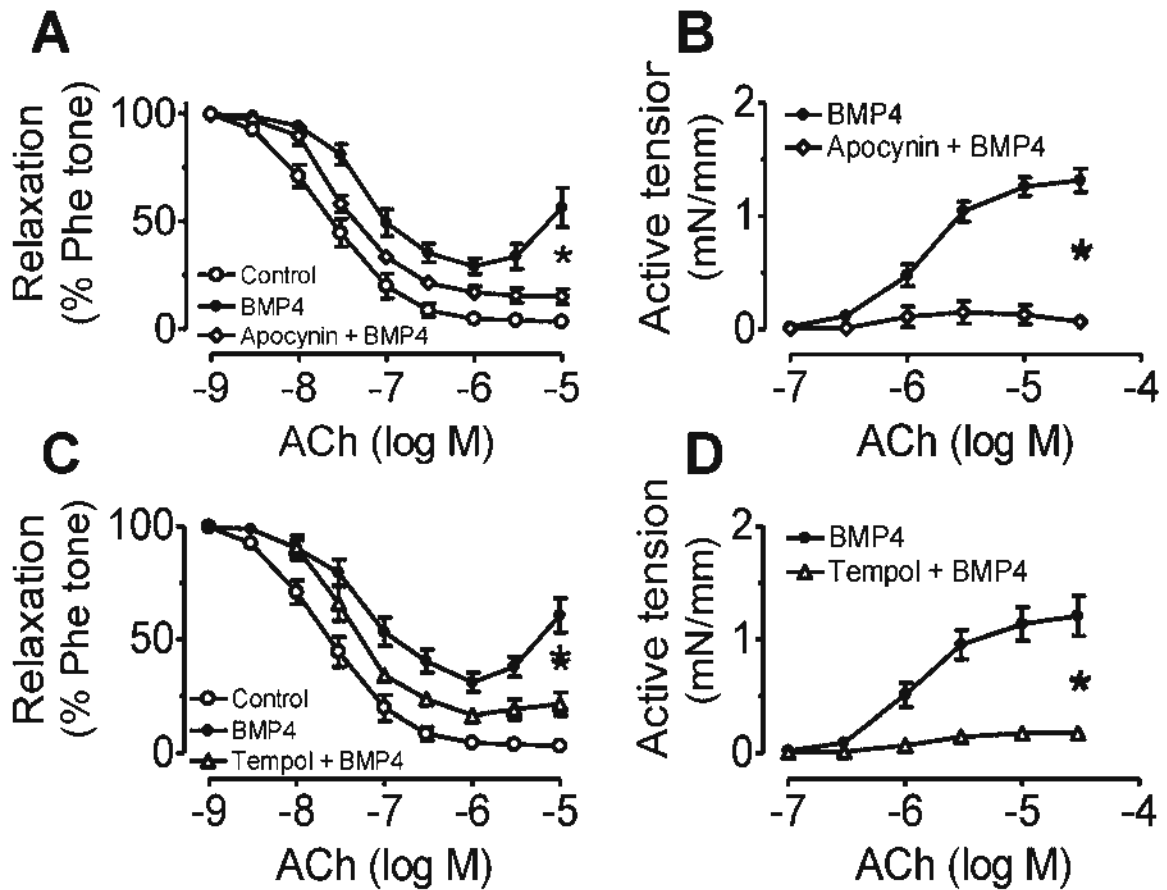 A
Relaxation
(% Phe tone)
100
50
0
Control
BMP4
Apocynin + BMP4
-9
-8
-7
-6
-5
ACh (log M)
B
Active tensior
(mN/mm)
2
1
0
BMP4
Apocynin + BMP4
*
-7
-6
-5
-4
ACh (log M)
*
C
Relaxation
(% Phe tone)
100
50
0
Control
BMP4
Tempol + BMP4
*
-9
-8
-7
-6
-5
ACh (log M)
D
Active tension
(mN/mm)
2
1
0
BMP4
Tempol + BMP4
*
-7
-6
-5
-4
ACh (log M)